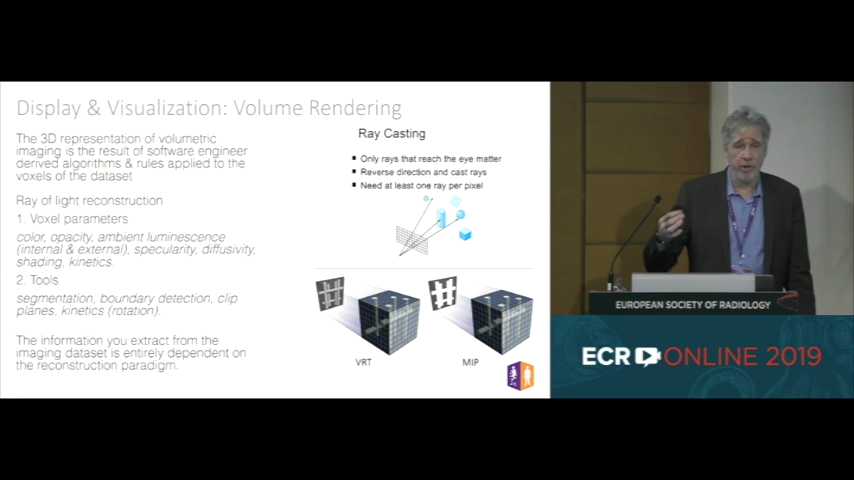 Display & Visualization: Volume Rendering
The 3D representation of volumetric
imaging is the result of software engineer
derived algorithms & rules applied to the
voxels of the dataset
Ray of light reconstruction
1. Voxel parameters
color, opacity, ambient luminescence
(internal & external), specularity, diffusivity,
shading, kinetics.
2. Tools
segmentation, boundary detection, clip
planes, kinetics (rotation).
The information you extract from the
imaging dataset is entirely dependent on
the reconstruction paradigm.
Ray Casting
▪ Only rays that reach the eye matter
▪ Reverse direction and cast rays
▪ Need at least one ray per pixel
VRT
MIP
EUROPEAN SOCIETY OF RADIOLOGY
ECR ONLINE 2019